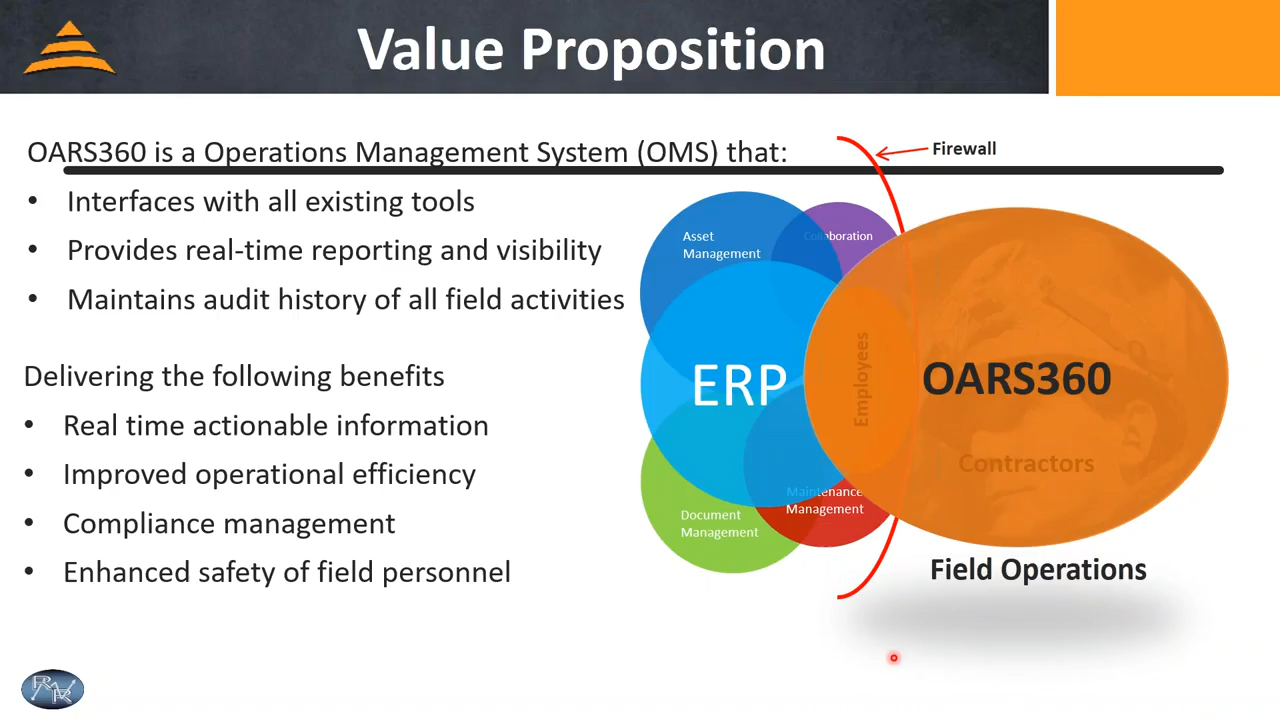 Value Proposition
OARS360 is a Operations Management System (OMS) that:
• Interfaces with all existing tools
• Provides real-time reporting and visibility
• Maintains audit history of all field activities
Delivering the following benefits
• Real time actionable information
• Improved operational efficiency
• Compliance management
• Enhanced safety of field personnel
Firewall
Asset
Management
Collaboration
ERP
Employees
OARS360
Contractors
Maintenance
Management
Document
Management
Field Operations